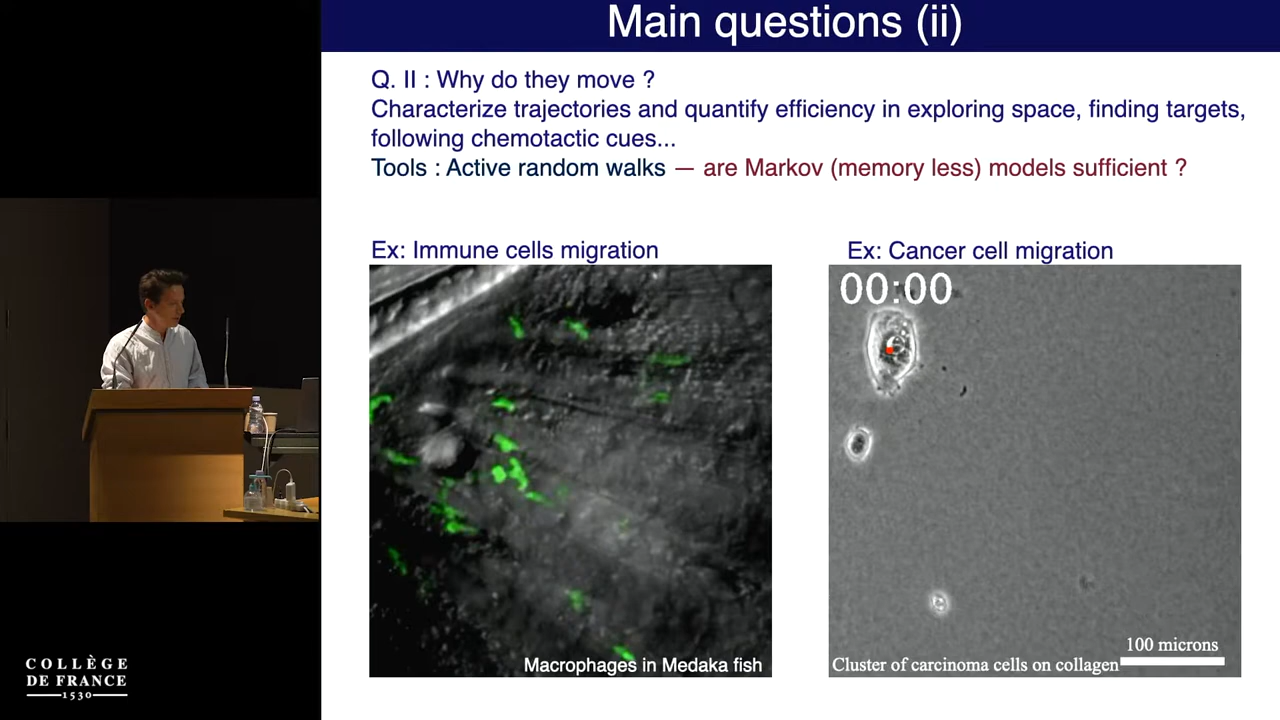 Main questions (ii)
Q. II : Why do they move ?
Characterize trajectories and quantify efficiency in exploring space, finding targets,
following chemotactic cues...
Tools : Active random walks — are Markov (memory less) models sufficient ?
Ex: Immune cells migration
Ex: Cancer cell migration
00:00
Macrophages in Medaka fish
100 microns
Cluster of carcinoma cells on collagen
COLLÈGE
DE FRANCE
1530